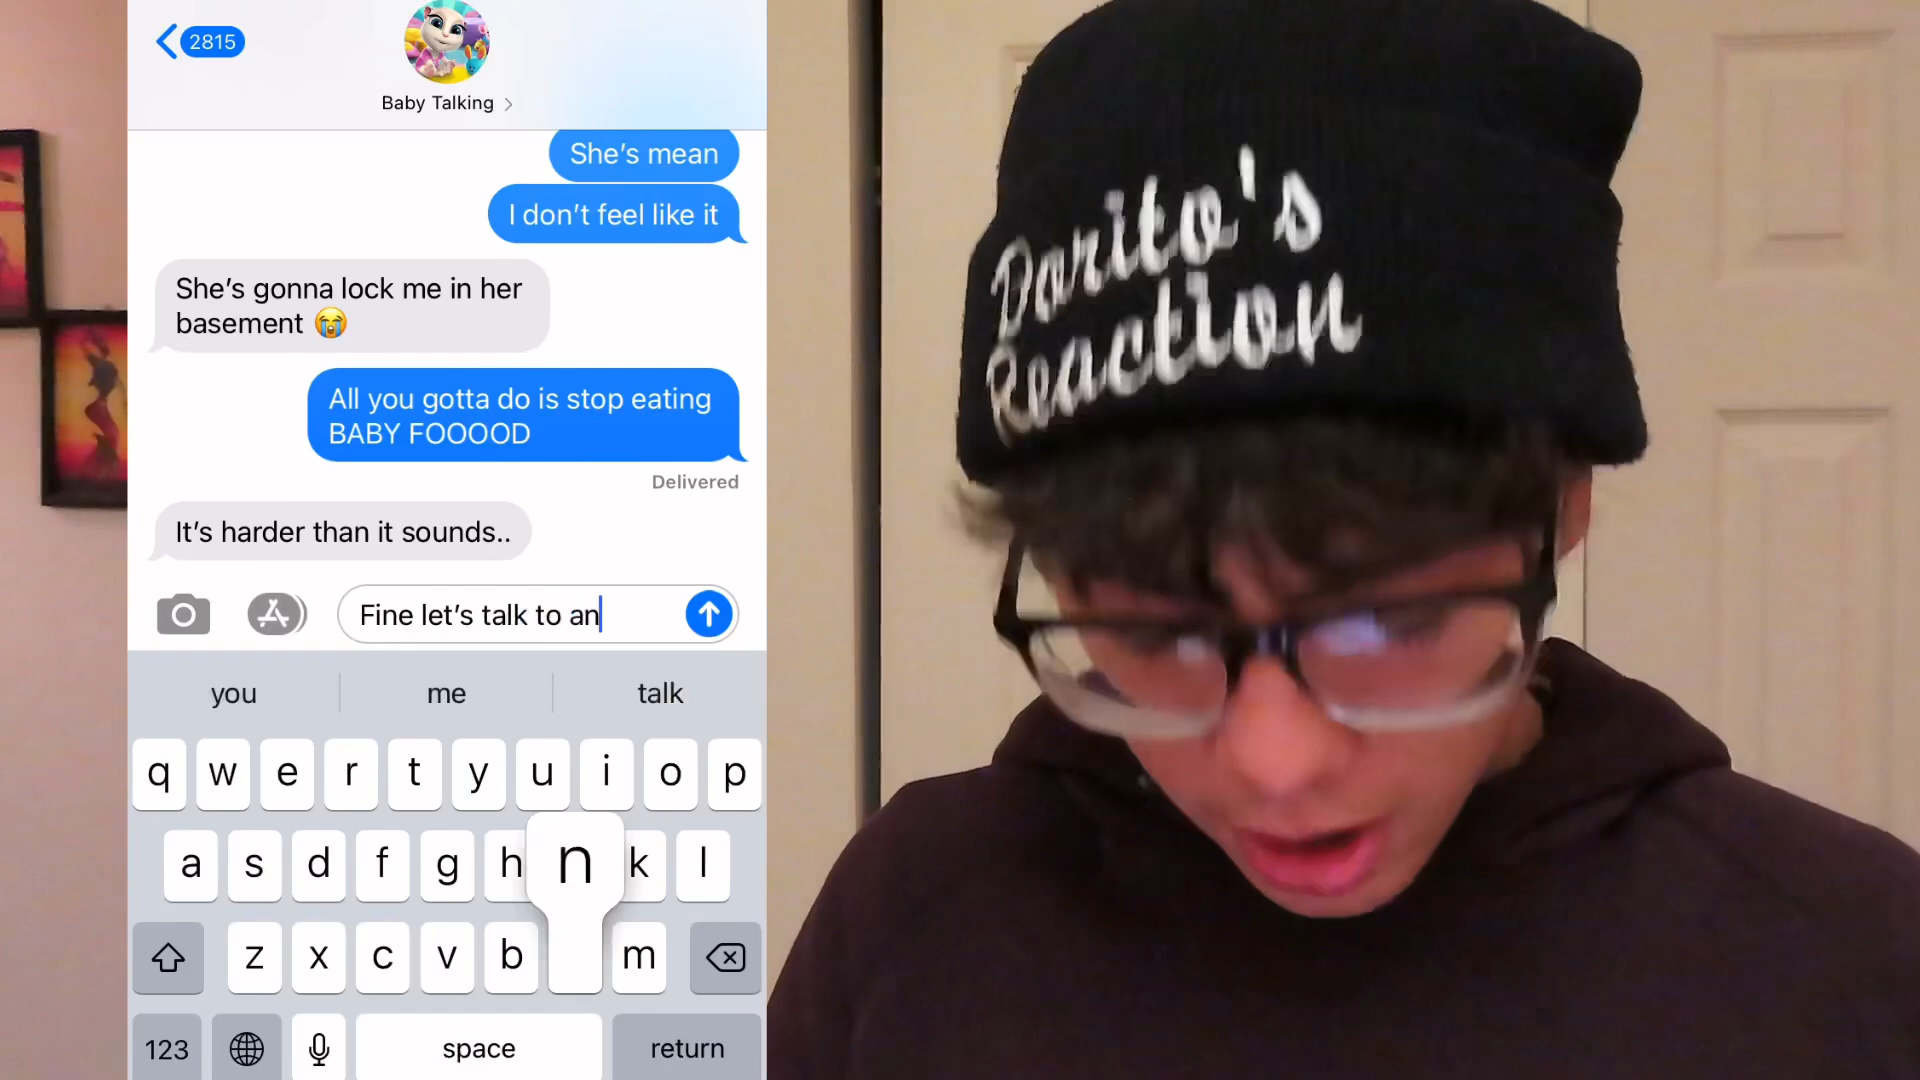 2815
Baby Talking
She's mean
I don't feel like it
She's gonna lock me in her
basement 😭
All you gotta do is stop eating
BABY FOOOOD
Delivered
It's harder than it sounds..
Fine let's talk to an
you me talk
q w e r t y u i o p
a s d f g h n k l
z x c v b m
123 space return
Dorito's
Reaction